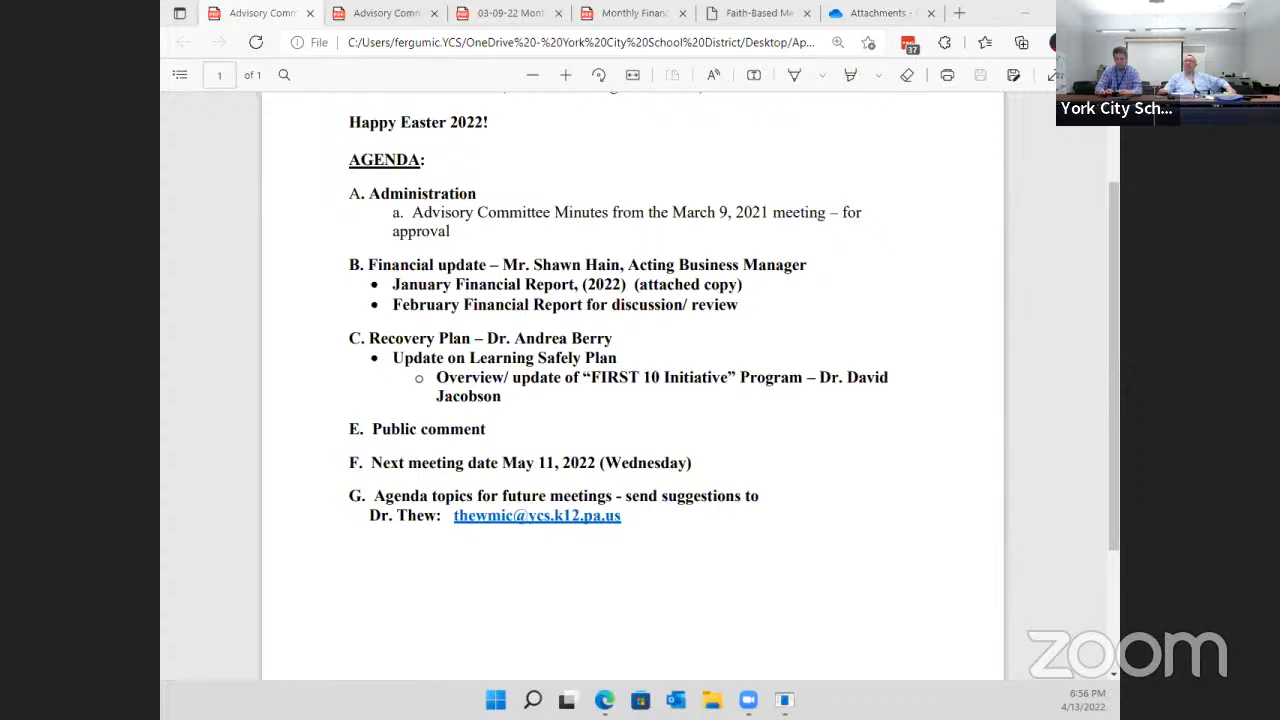 Advisory Comm
Advisory Comm
03-09-22 Mont
Monthly Financ
Faith-Based Me
Attachments
File
C:/Users/fergumic.YCS/OneDrive%20-%20York%20City%20School%20District/Desktop/Ap...
37
1 of 1
York City Sch...
Happy Easter 2022!
AGENDA:
A. Administration
a. Advisory Committee Minutes from the March 9, 2021 meeting – for
approval
B. Financial update – Mr. Shawn Hain, Acting Business Manager
• January Financial Report, (2022) (attached copy)
• February Financial Report for discussion/ review
C. Recovery Plan – Dr. Andrea Berry
• Update on Learning Safely Plan
o Overview/ update of “FIRST 10 Initiative” Program – Dr. David
Jacobson
E. Public comment
F. Next meeting date May 11, 2022 (Wednesday)
G. Agenda topics for future meetings - send suggestions to
Dr. Thew: thewmic@ycs.k12.pa.us
zoom
6:56 PM
4/13/2022